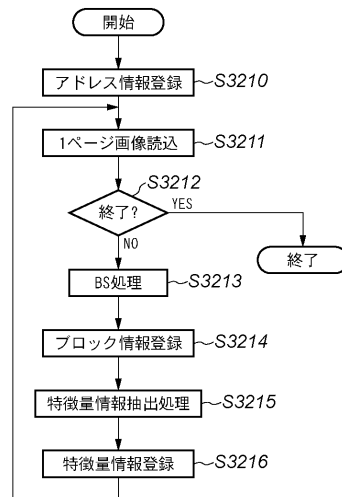 開始
アドレス情報登録 S3210
1ページ画像読込 S3211
S3212
終了? YES
NO
終了
BS処理 S3213
ブロック情報登録 S3214
特徴量情報抽出処理 S3215
特徴量情報登録 S3216